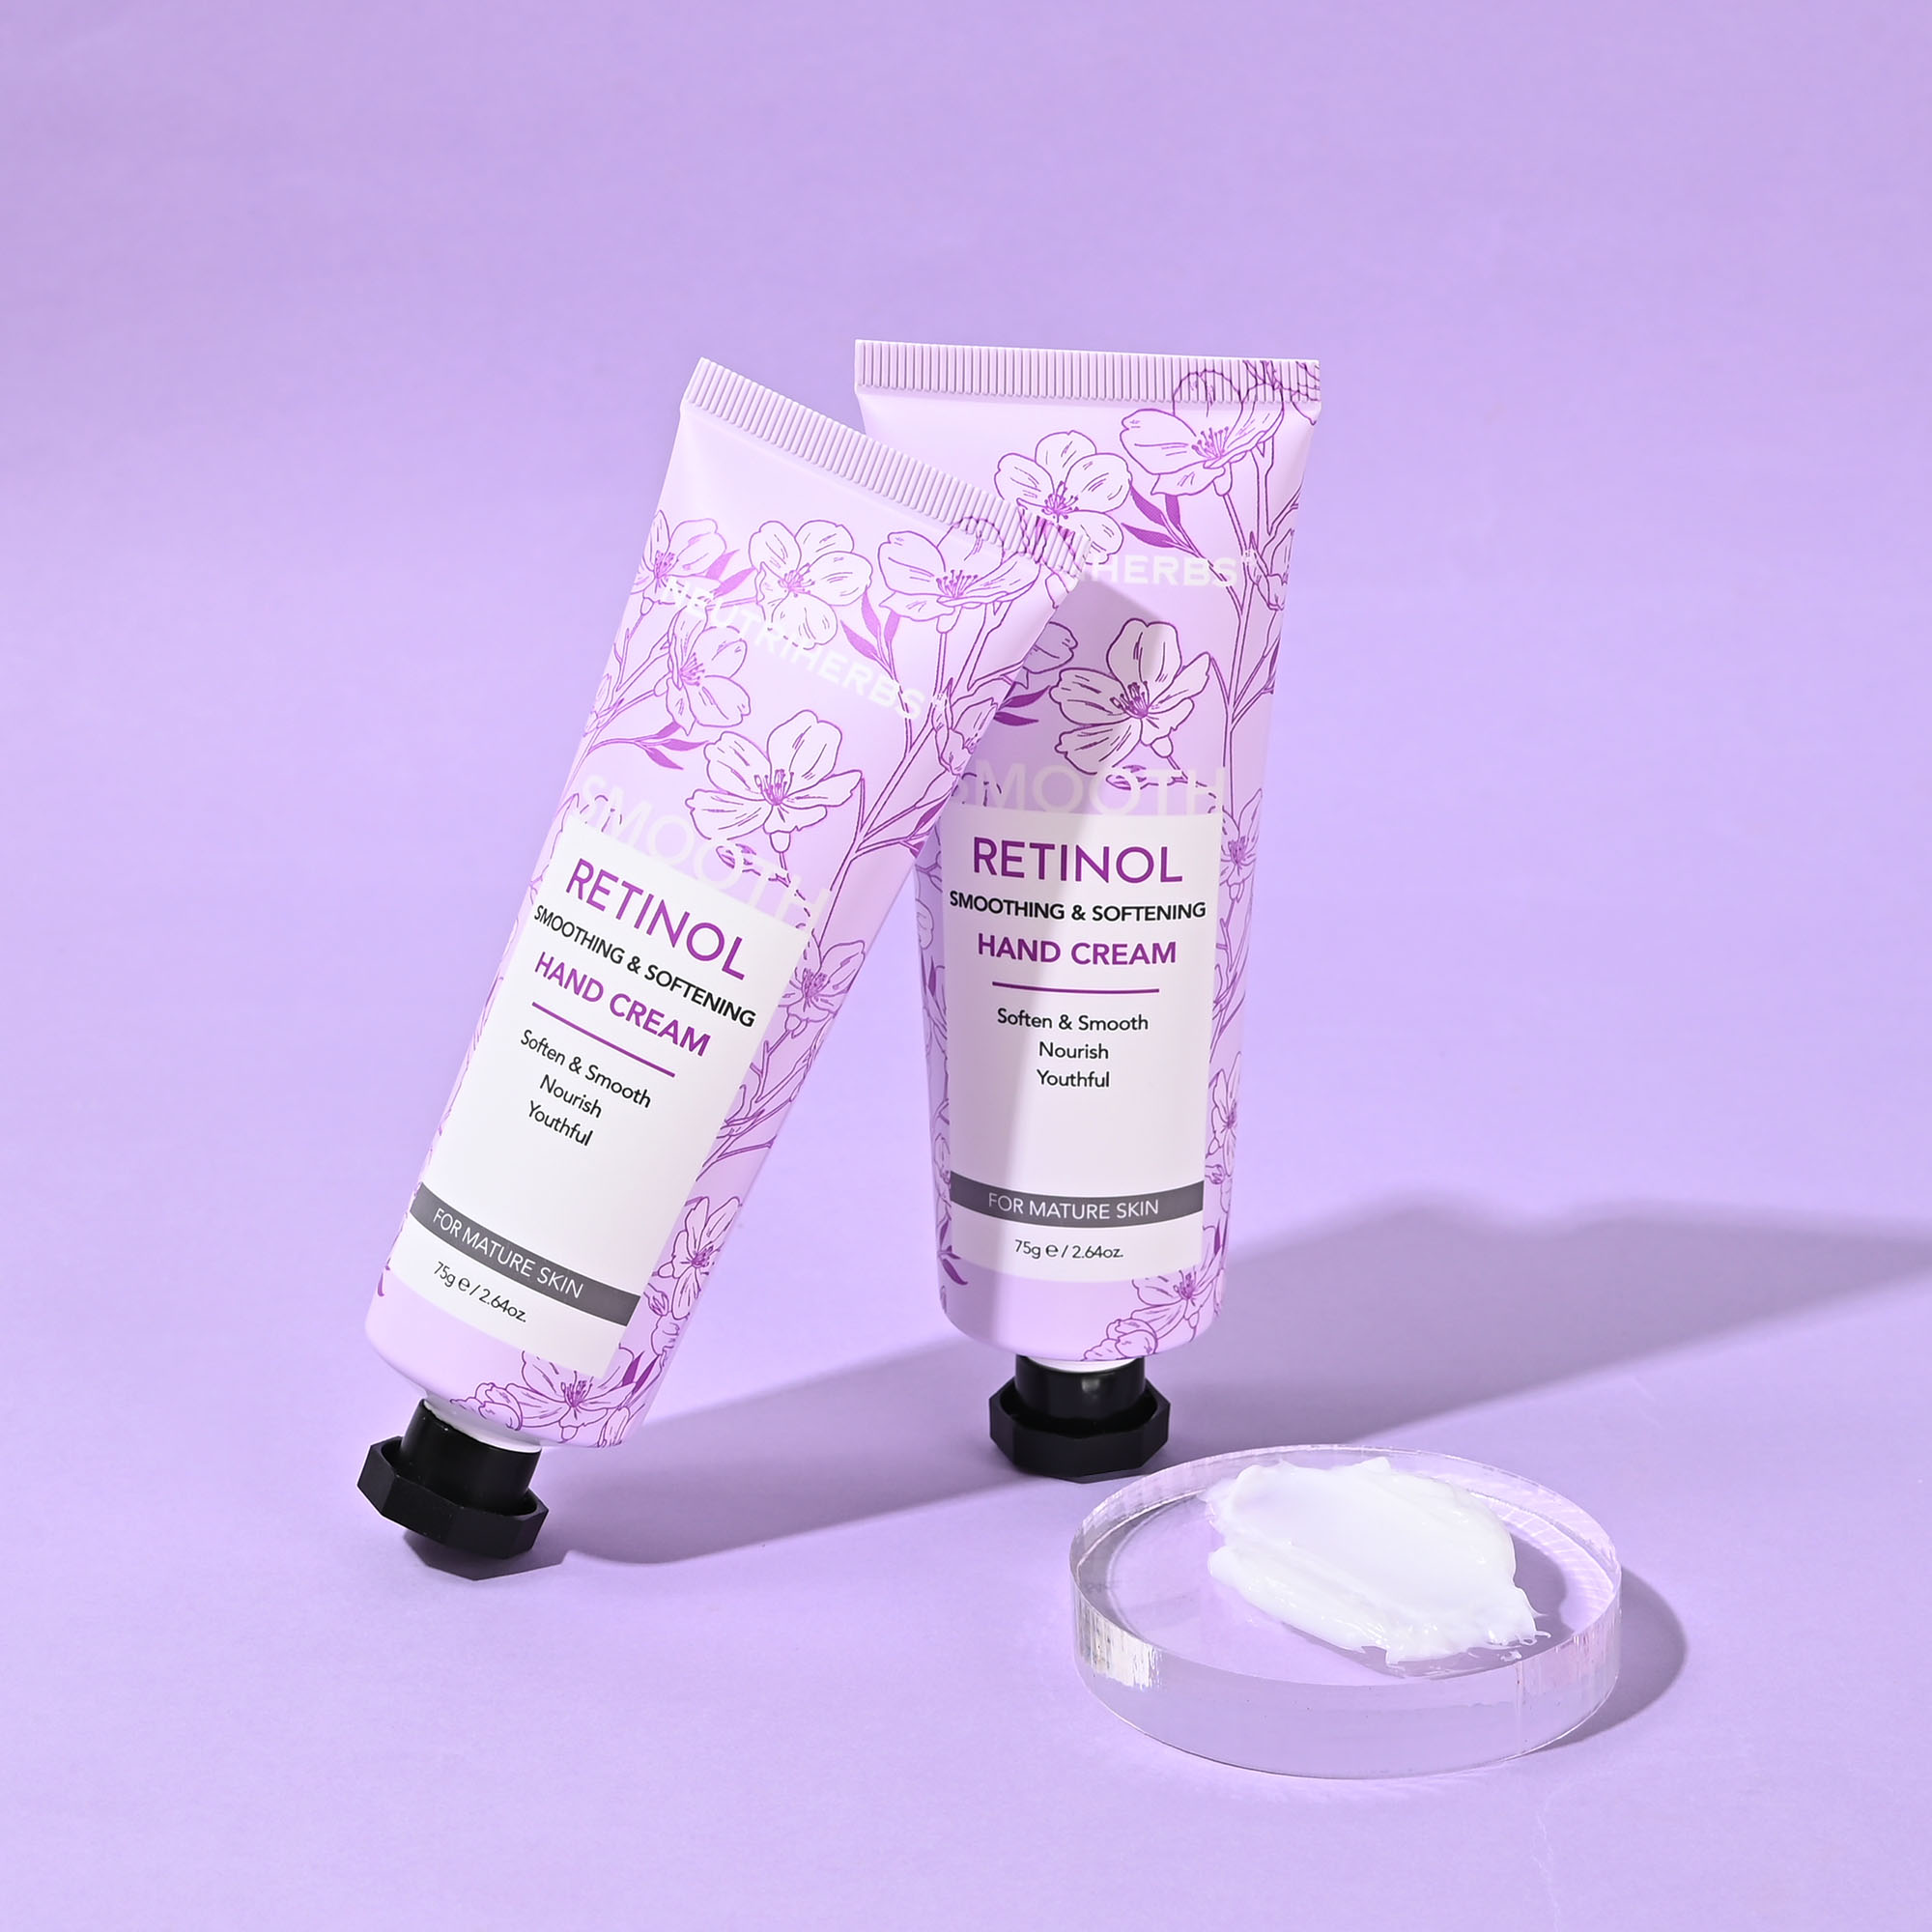 NEUTRIHERBS
SMOOTH
RETINOL
SMOOTHING & SOFTENING
HAND CREAM
Soften & Smooth
Nourish
Youthful
FOR MATURE SKIN
75g ℮ / 2.64oz.
HERBS
SMOOTH
RETINOL
SMOOTHING & SOFTENING
HAND CREAM
Soften & Smooth
Nourish
Youthful
FOR MATURE SKIN
75g ℮ / 2.64oz.